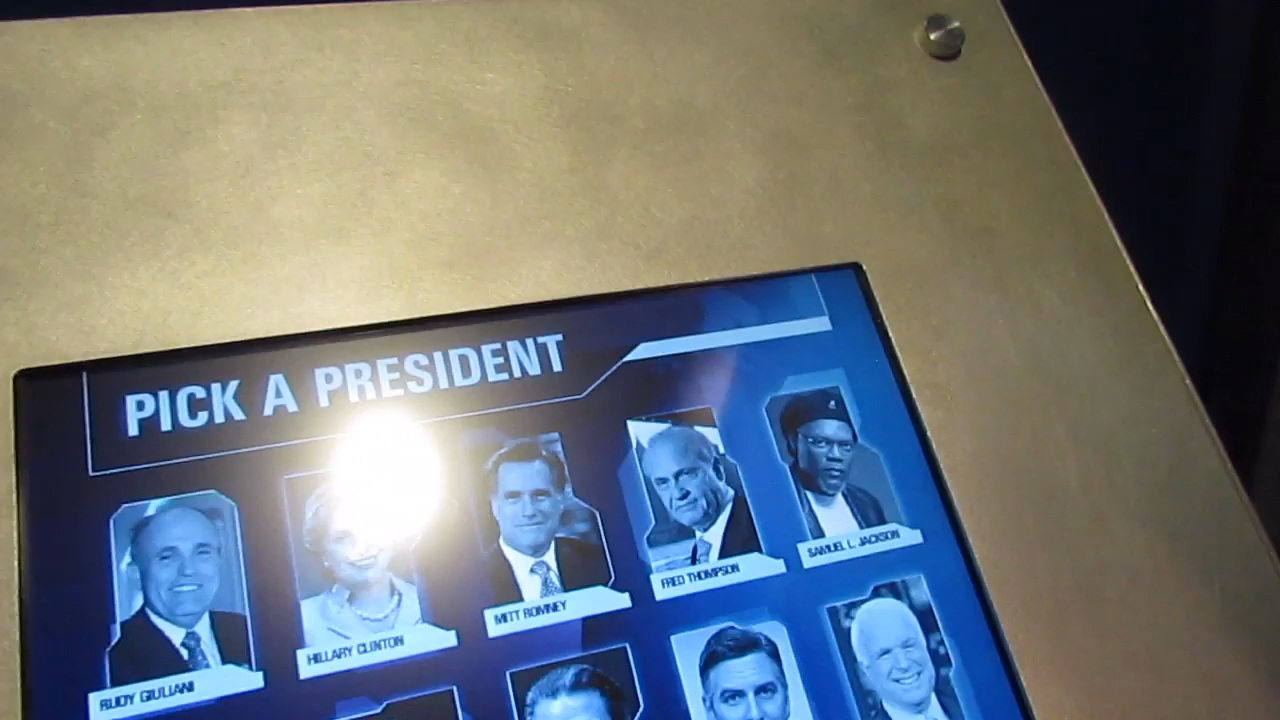 PICK A PRESIDENT
RUDY GIULIANI
HILLARY CLINTON
MITT ROMNEY
FRED THOMPSON
SAMUEL L. JACKSON